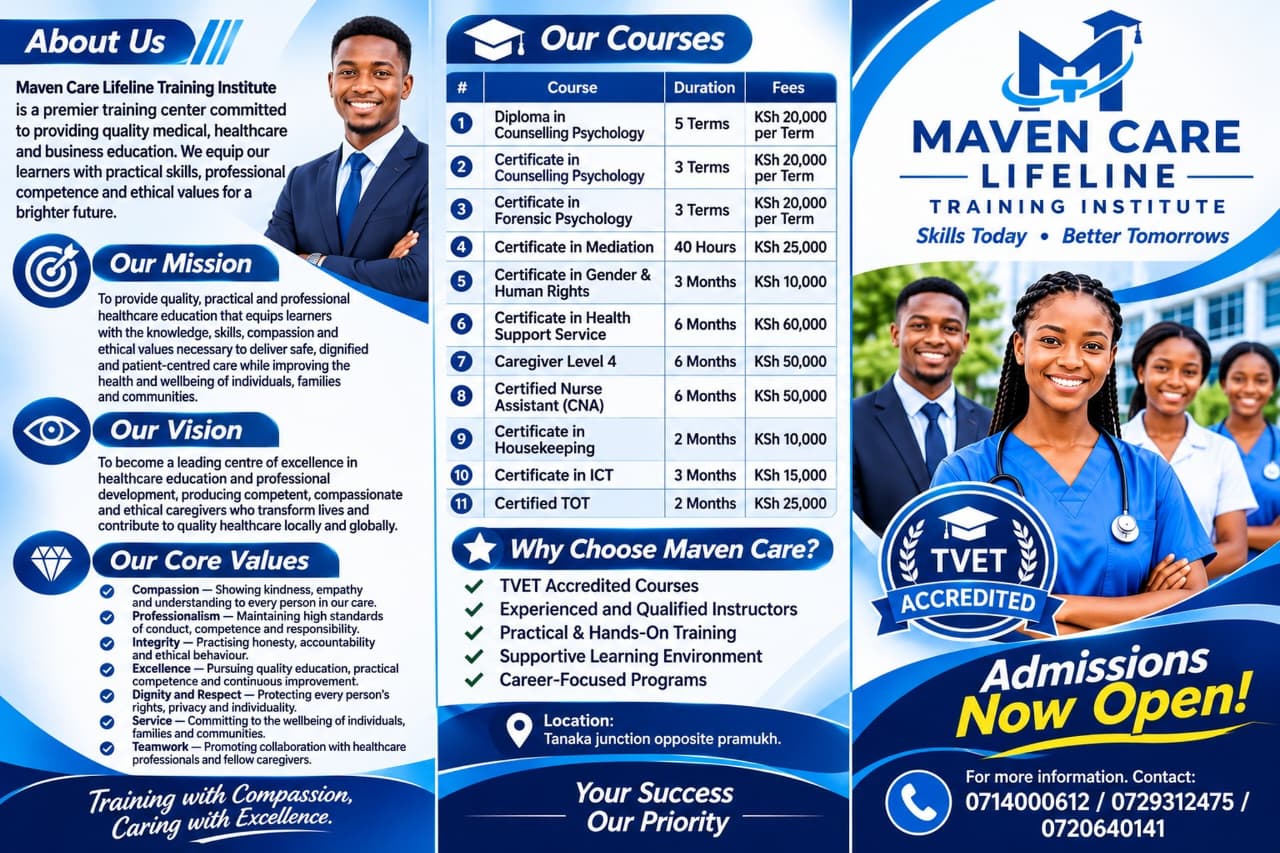 About Us
Maven Care Lifeline Training Institute
is a premier training center committed
to providing quality medical, healthcare
and business education. We equip our
learners with practical skills, professional
competence and ethical values for a
brighter future.
Our Mission
To provide quality, practical and professional
healthcare education that equips learners
with the knowledge, skills, compassion and
ethical values necessary to deliver safe, dignified
and patient-centred care while improving the
health and wellbeing of individuals, families
and communities.
Our Vision
To become a leading centre of excellence in
healthcare education and professional
development, producing competent, compassionate
and ethical caregivers who transform lives and
contribute to quality healthcare locally and globally.
Our Core Values
Compassion — Showing kindness, empathy
and understanding to every person in our care.
Professionalism — Maintaining high standards
of conduct, competence and responsibility.
Integrity — Practising honesty, accountability
and ethical behaviour.
Excellence — Pursuing quality education, practical
competence and continuous improvement.
Dignity and Respect — Protecting every person's
rights, privacy and individuality.
Service — Committing to the wellbeing of individuals,
families and communities.
Teamwork — Promoting collaboration with healthcare
professionals and fellow caregivers.
Training with Compassion,
Caring with Excellence.
Our Courses
# Course Duration Fees
1 Diploma in Counselling Psychology 5 Terms KSh 20,000 per Term
2 Certificate in Counselling Psychology 3 Terms KSh 20,000 per Term
3 Certificate in Forensic Psychology 3 Terms KSh 20,000 per Term
4 Certificate in Mediation 40 Hours KSh 25,000
5 Certificate in Gender & Human Rights 3 Months KSh 10,000
6 Certificate in Health Support Service 6 Months KSh 60,000
7 Caregiver Level 4 6 Months KSh 50,000
8 Certified Nurse Assistant (CNA) 6 Months KSh 50,000
9 Certificate in Housekeeping 2 Months KSh 10,000
10 Certificate in ICT 3 Months KSh 15,000
11 Certified TOT 2 Months KSh 25,000
Why Choose Maven Care?
TVET Accredited Courses
Experienced and Qualified Instructors
Practical & Hands-On Training
Supportive Learning Environment
Career-Focused Programs
Location:
Tanaka junction opposite pramukh.
Your Success
Our Priority
M
MAVEN CARE
LIFELINE
TRAINING INSTITUTE
Skills Today • Better Tomorrows
TVET
ACCREDITED
Admissions
Now Open!
For more information. Contact:
0714000612 / 0729312475 /
0720640141